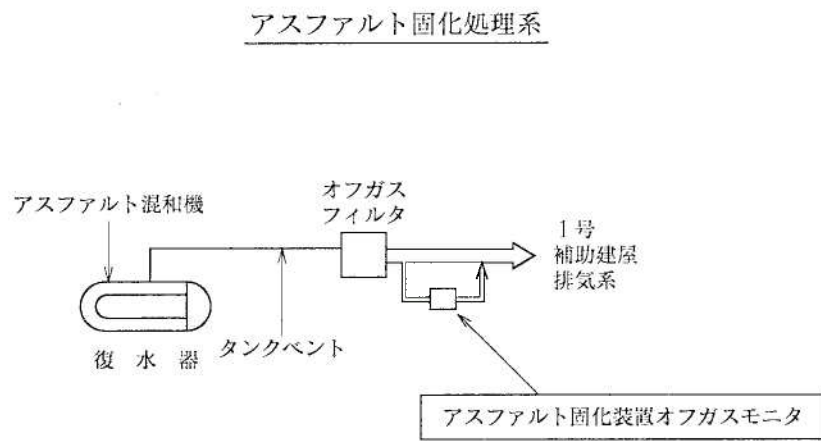 アスファルト固化処理系
アスファルト混和機
オフガス
フィルタ
1号
補助建屋
排気系
復水器
タンクベント
アスファルト固化装置オフガスモニタ